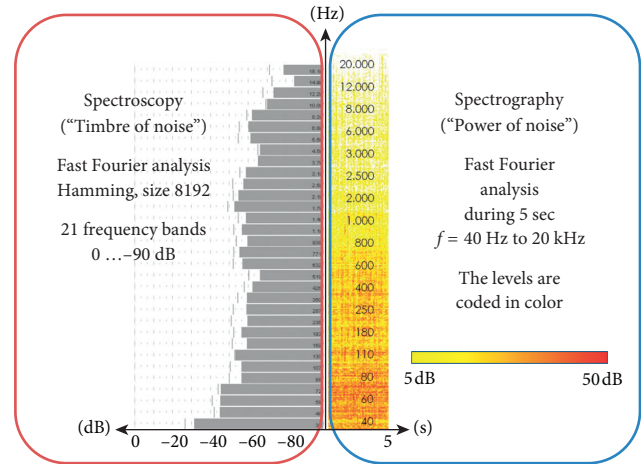 (Hz)
Spectroscopy
(“Timbre of noise”)
Fast Fourier analysis
Hamming, size 8192
21 frequency bands
0 …–90 dB
20.000
12.000
8.000
6.000
3.000
2.500
2.000
1.000
800
600
400
250
180
110
80
60
40
Spectrography
(“Power of noise”)
Fast Fourier
analysis
during 5 sec
f = 40 Hz to 20 kHz
The levels are
coded in color
5 dB
50 dB
(dB)
0
–20
–40
–60
–80
5
(s)